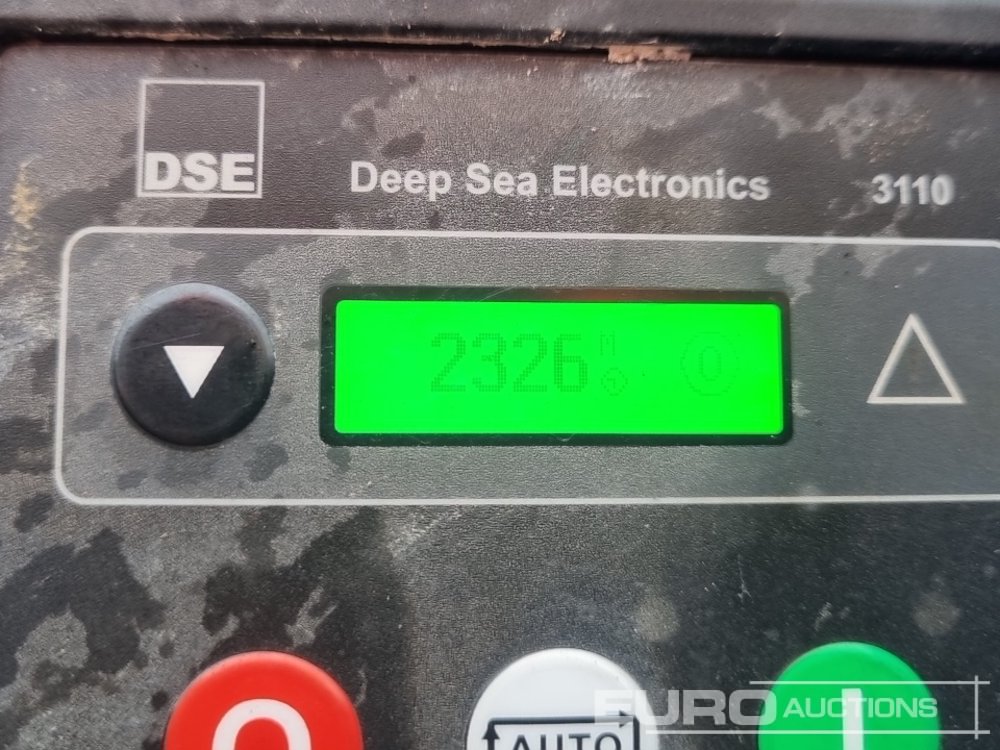 DSE
Deep Sea Electronics 3110
2326 M 0
O AUTO I
EURO AUCTIONS